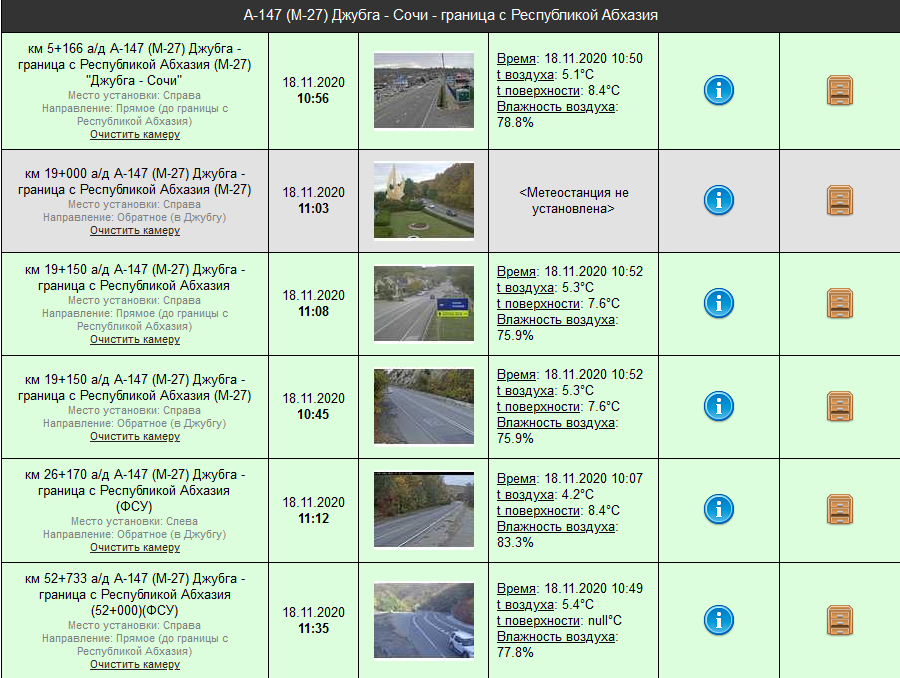 А-147 (М-27) Джубга - Сочи - граница с Республикой Абхазия
км 5+166 а/д А-147 (М-27) Джубга -
граница с Республикой Абхазия (М-27)
"Джубга - Сочи"
Место установки: Справа
Направление: Прямое (до границы с
Республикой Абхазия)
Очистить камеру
18.11.2020
10:56
Время: 18.11.2020 10:50
t воздуха: 5.1°C
t поверхности: 8.4°C
Влажность воздуха:
78.8%
км 19+000 а/д А-147 (М-27) Джубга -
граница с Республикой Абхазия (М-27)
Место установки: Справа
Направление: Обратное (в Джубгу)
Очистить камеру
18.11.2020
11:03
<Метеостанция не
установлена>
км 19+150 а/д А-147 (М-27) Джубга -
граница с Республикой Абхазия
Место установки: Справа
Направление: Прямое (до границы с
Республикой Абхазия)
Очистить камеру
18.11.2020
11:08
Время: 18.11.2020 10:52
t воздуха: 5.3°C
t поверхности: 7.6°C
Влажность воздуха:
75.9%
км 19+150 а/д А-147 (М-27) Джубга -
граница с Республикой Абхазия (М-27)
Место установки: Справа
Направление: Обратное (в Джубгу)
Очистить камеру
18.11.2020
10:45
Время: 18.11.2020 10:52
t воздуха: 5.3°C
t поверхности: 7.6°C
Влажность воздуха:
75.9%
км 26+170 а/д А-147 (М-27) Джубга -
граница с Республикой Абхазия
(ФСУ)
Место установки: Слева
Направление: Обратное (в Джубгу)
Очистить камеру
18.11.2020
11:12
Время: 18.11.2020 10:07
t воздуха: 4.2°C
t поверхности: 8.4°C
Влажность воздуха:
83.3%
км 52+733 а/д А-147 (М-27) Джубга -
граница с Республикой Абхазия
(52+000)(ФСУ)
Место установки: Справа
Направление: Прямое (до границы с
Республикой Абхазия)
Очистить камеру
18.11.2020
11:35
Время: 18.11.2020 10:49
t воздуха: 5.4°C
t поверхности: null°C
Влажность воздуха:
77.8%